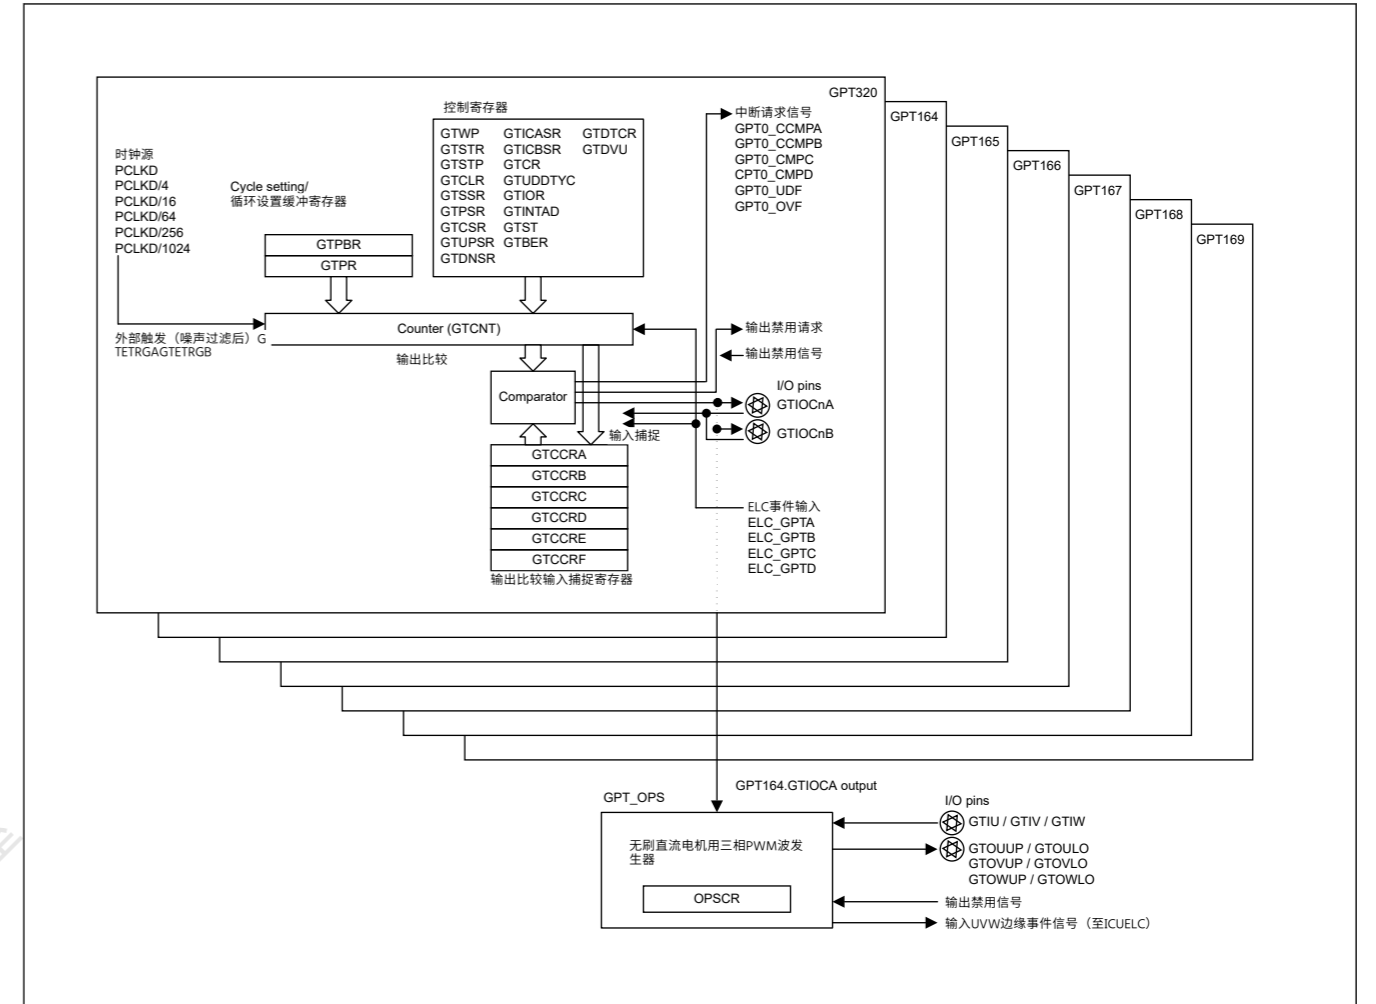 GPT320
GPT164
GPT165
GPT166
GPT167
GPT168
GPT169
时钟源
PCLKD
PCLKD/4
PCLKD/16
PCLKD/64
PCLKD/256
PCLKD/1024
Cycle setting/
循环设置缓冲寄存器
GTPBR
GTPR
控制寄存器
GTWP GTICASR GTDTCR
GTSTR GTICBSR GTDVU
GTSTP GTCR
GTCLR GTUDDTYC
GTSSR GTIOR
GTPSR GTINTAD
GTCSR GTST
GTUPSR GTBER
GTDNSR
中断请求信号
GPT0_CCMPA
GPT0_CCMPB
GPT0_CMPC
CPT0_CMPD
GPT0_UDF
GPT0_OVF
外部触发（噪声过滤后）G
TETRGAGTETRGB
Counter (GTCNT)
输出比较
Comparator
输出禁用请求
输出禁用信号
I/O pins
GTIOCnA
GTIOCnB
输入捕捉
GTCCRA
GTCCRB
GTCCRC
GTCCRD
GTCCRE
GTCCRF
输出比较输入捕捉寄存器
ELC事件输入
ELC_GPTA
ELC_GPTB
ELC_GPTC
ELC_GPTD
GPT164.GTIOCA output
GPT_OPS
无刷直流电机用三相PWM波发
生器
OPSCR
I/O pins
GTIU / GTIV / GTIW
GTOUUP / GTOULO
GTOVUP / GTOVLO
GTOWUP / GTOWLO
输出禁用信号
输入UVW边缘事件信号（至ICUELC）